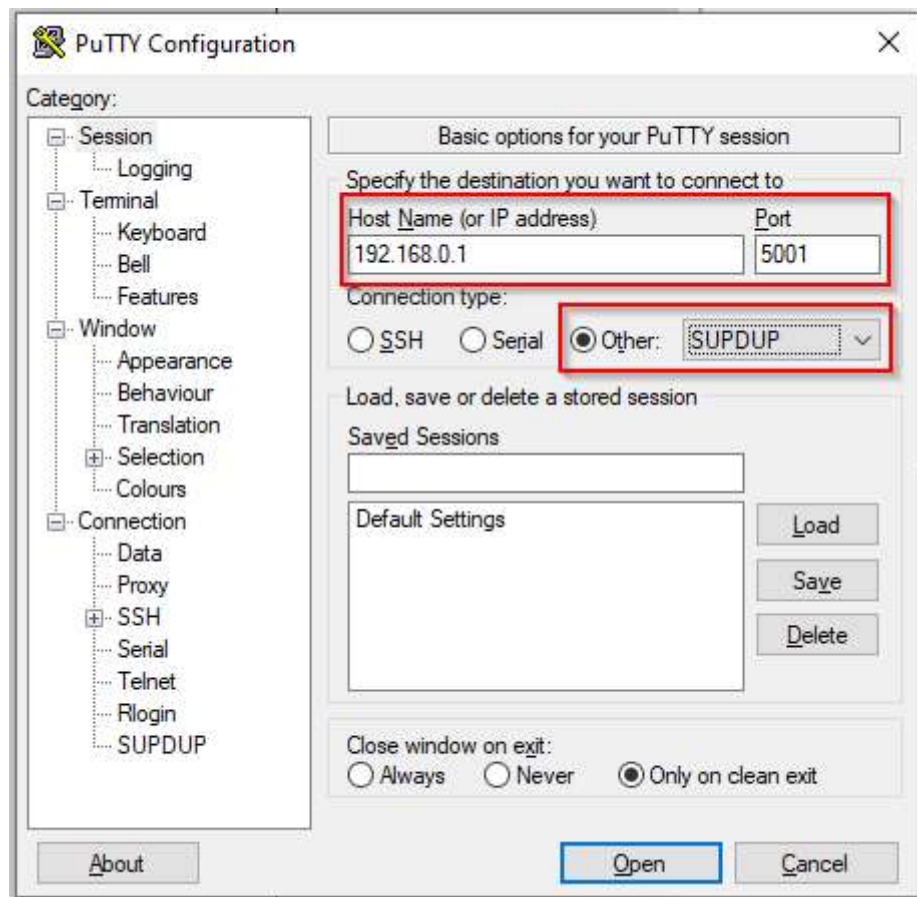 PuTTY Configuration
Category:
Session
Logging
Terminal
Keyboard
Bell
Features
Window
Appearance
Behaviour
Translation
Selection
Colours
Connection
Data
Proxy
SSH
Serial
Telnet
Rlogin
SUPDUP
Basic options for your PuTTY session
Specify the destination you want to connect to
Host Name (or IP address) Port
192.168.0.1 5001
Connection type:
SSH Serial Other: SUPDUP
Load, save or delete a stored session
Saved Sessions
Default Settings
Load
Save
Delete
Close window on exit:
Always Never Only on clean exit
About Open Cancel